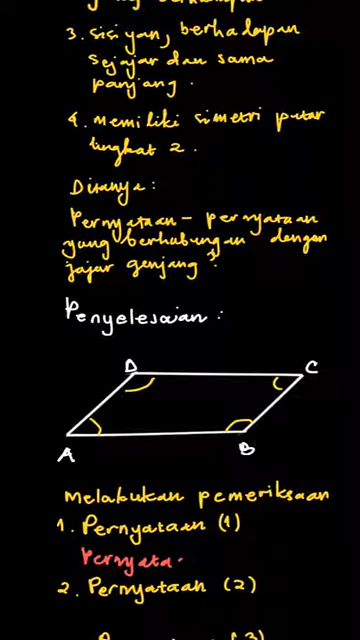 3. sisi yan, berhadapan
sejajar dan sama
panjang.
4. memiliki simetri putar
tingkat 2.
Ditanya:
Pernyataan - pernyataan
yang berhubungan dengan
jajar genjang?
Penyelesaian:
D
C
A
B
Melakukan pemeriksaan
1. Pernyataan (1)
Pernyata
2. Pernyataan (2)